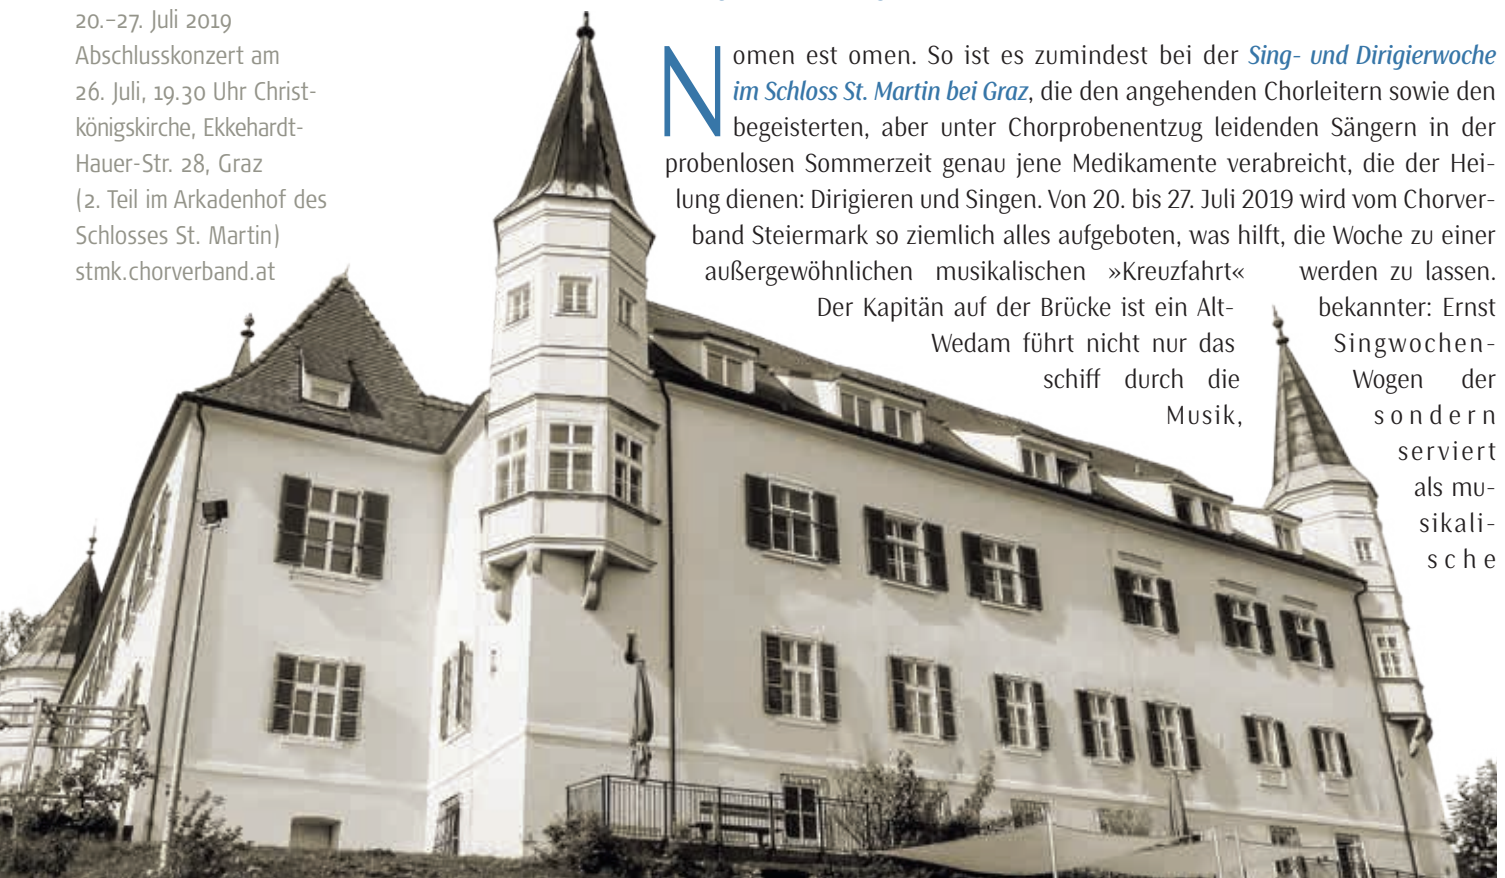 20.–27. Juli 2019
Abschlusskonzert am
26. Juli, 19.30 Uhr Christ-
königskirche, Ekkehardt-
Hauer-Str. 28, Graz
(2. Teil im Arkadenhof des
Schlosses St. Martin)
stmk.chorverband.at
Nomen est omen. So ist es zumindest bei der Sing- und Dirigierwoche
im Schloss St. Martin bei Graz, die den angehenden Chorleitern sowie den
begeisterten, aber unter Chorprobenentzug leidenden Sängern in der
probenlosen Sommerzeit genau jene Medikamente verabreicht, die der Hei-
lung dienen: Dirigieren und Singen. Von 20. bis 27. Juli 2019 wird vom Chorver-
band Steiermark so ziemlich alles aufgeboten, was hilft, die Woche zu einer
außergewöhnlichen musikalischen »Kreuzfahrt« werden zu lassen.
Der Kapitän auf der Brücke ist ein Alt- bekannter: Ernst
Wedam führt nicht nur das Singwochen-
schiff durch die Wogen der
Musik, sondern
serviert
als mu-
sikali-
sche